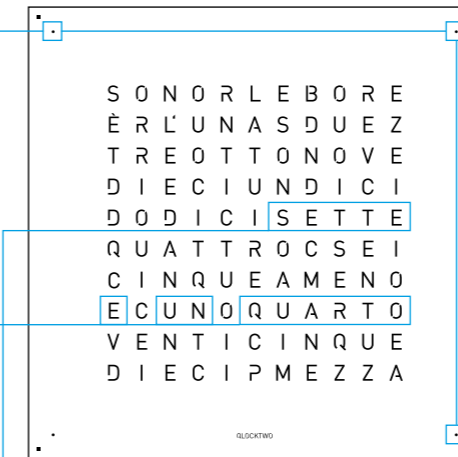 SONORLEBORE
ÈRL'UNASDUEZ
TREOTTONOVE
DIECIUNDICI
DODICISETTE
QUATTROCSEI
CINQUEAMENO
ECUNOQUARTO
VENTICINQUE
DIECIPMEZZA
QLOCKTWO